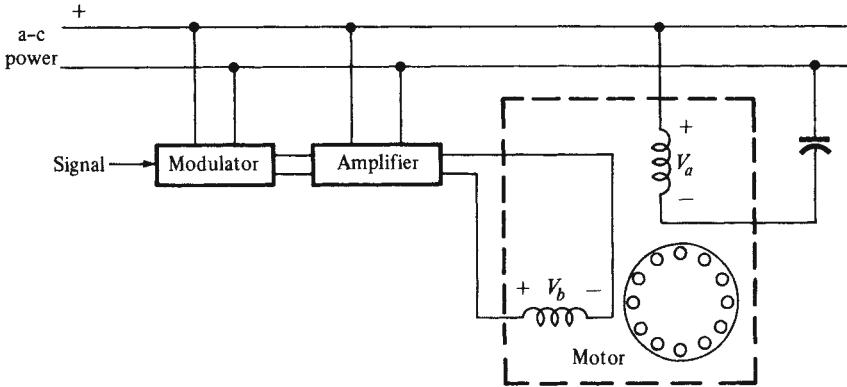 +
a-c
power
Signal
Modulator
Amplifier
+
V_a
−
+ V_b −
Motor